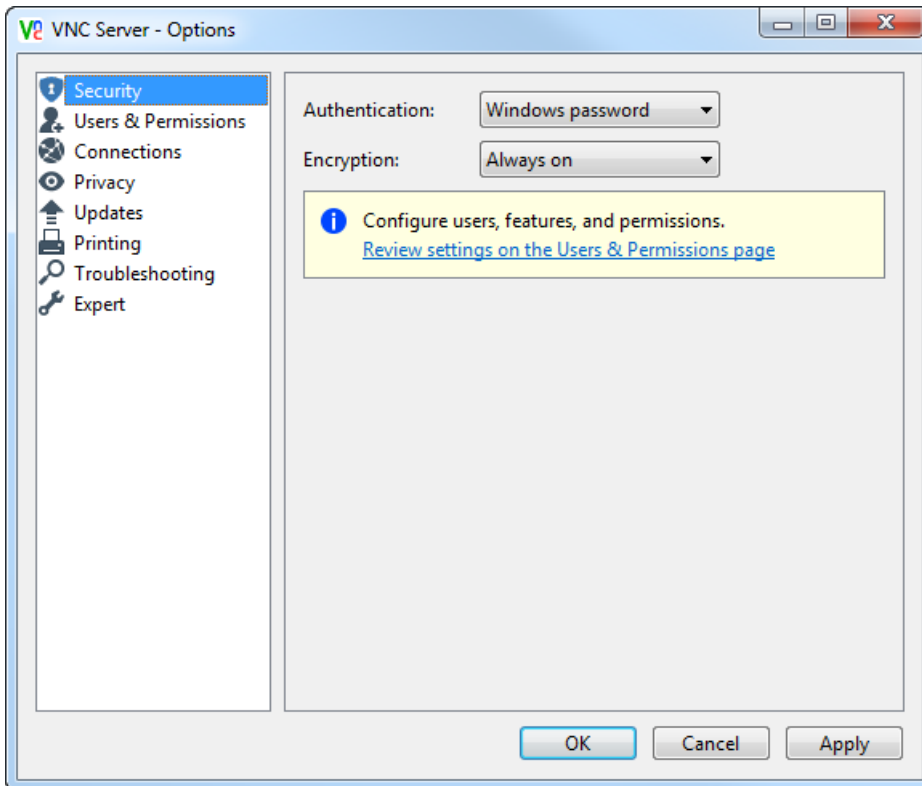 VNC Server - Options
Security
Users & Permissions
Connections
Privacy
Updates
Printing
Troubleshooting
Expert
Authentication: Windows password
Encryption: Always on
Configure users, features, and permissions.
Review settings on the Users & Permissions page
OK Cancel Apply